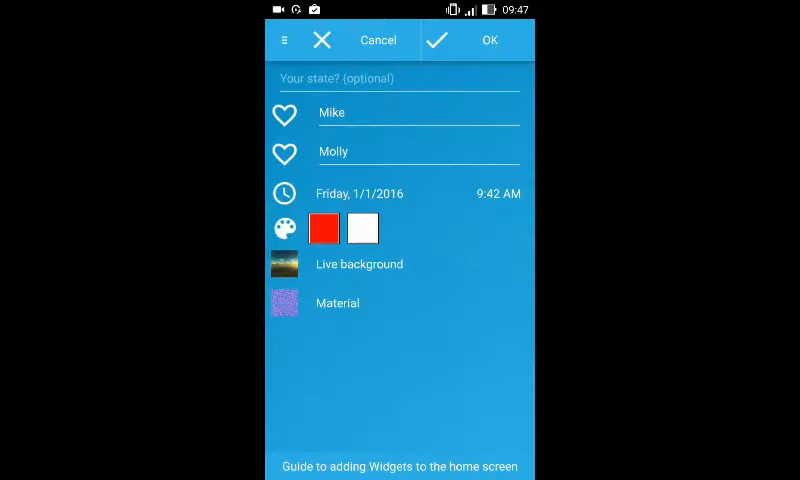 09:47
Cancel OK
Your state? (optional)
Mike
Molly
Friday, 1/1/2016 9:42 AM
Live background
Material
Guide to adding Widgets to the home screen